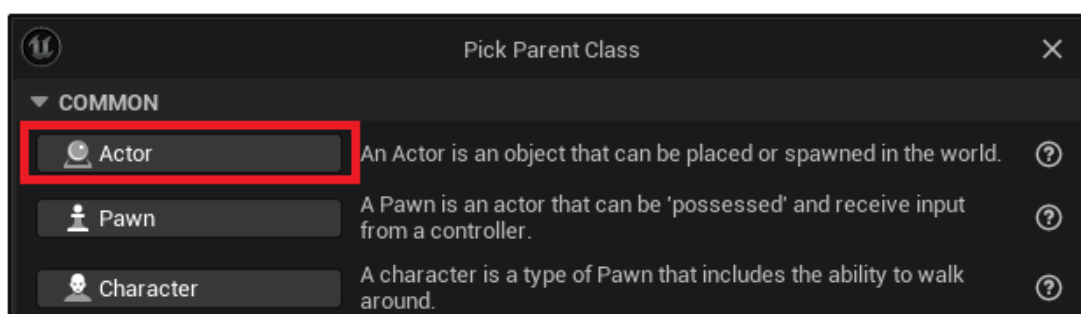 Pick Parent Class
COMMON
Actor
An Actor is an object that can be placed or spawned in the world.
Pawn
A Pawn is an actor that can be 'possessed' and receive input
from a controller.
Character
A character is a type of Pawn that includes the ability to walk
around.